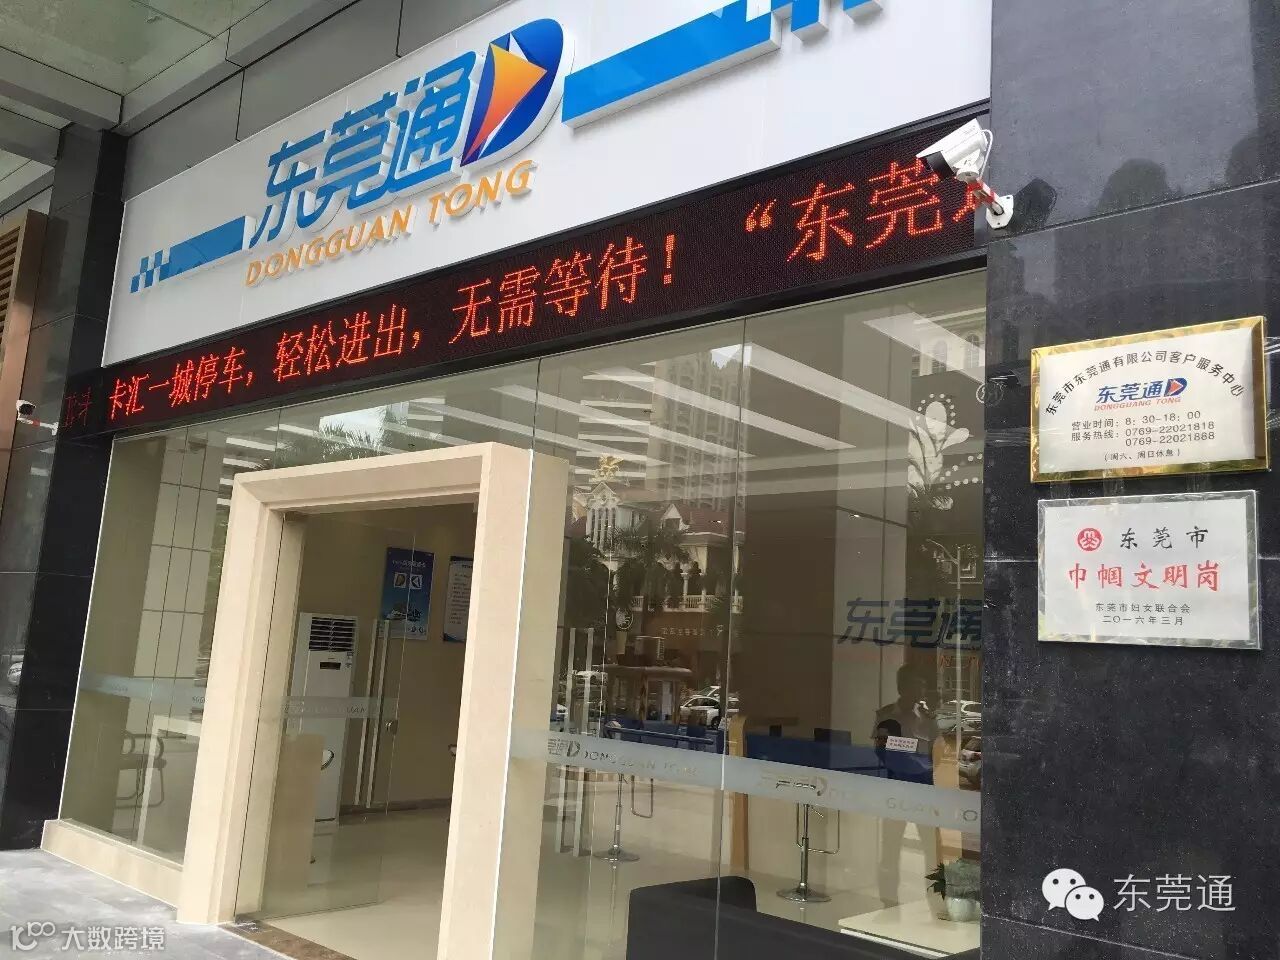 东莞通
DONGGUAN TONG
卡汇一城停车，轻松进出，无需等待！ “东莞
东莞市东莞通有限公司客户服务中心
东莞通
DONGGUANG TONG
营业时间：8：30-18：00
服务热线：0769-22021818
0769-22021888
（周六、周日休息）
东莞市
巾帼文明岗
东莞市妇女联合会
二〇一六年三月
东莞通
DONGGUAN TONG
东莞通
大数跨境